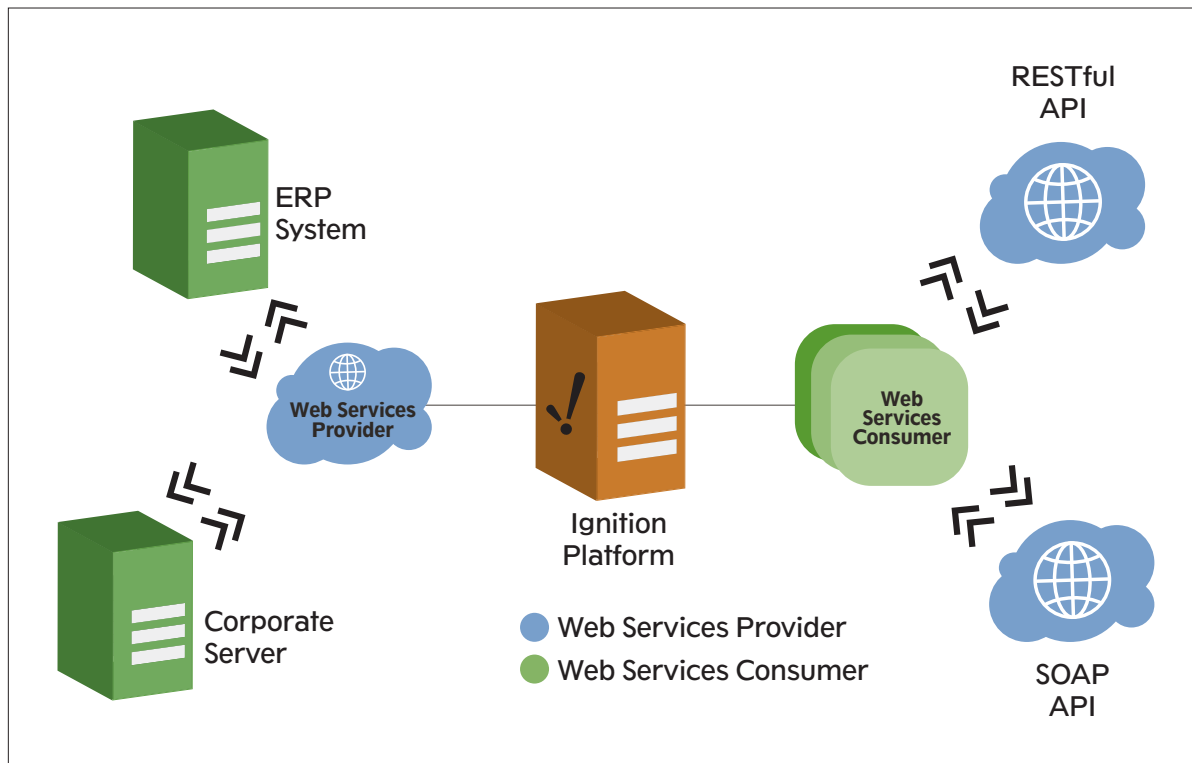 RESTful
API
ERP
System
Web Services
Provider
Web
Services
Consumer
Ignition
Platform
Corporate
Server
Web Services Provider
Web Services Consumer
SOAP
API